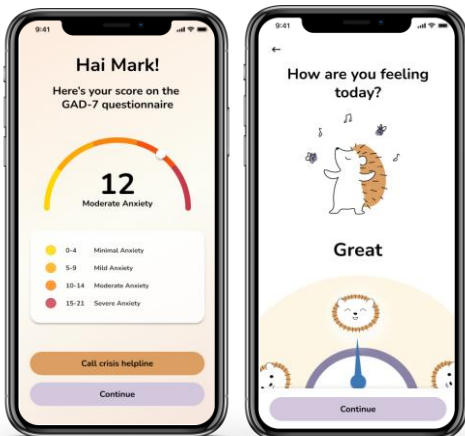 9:41
Hai Mark!
Here's your score on the
GAD-7 questionnaire
12
Moderate Anxiety
0-4 Minimal Anxiety
5-9 Mild Anxiety
10-14 Moderate Anxiety
15-21 Severe Anxiety
Call crisis helpline
Continue
9:41
How are you feeling
today?
Great
Continue